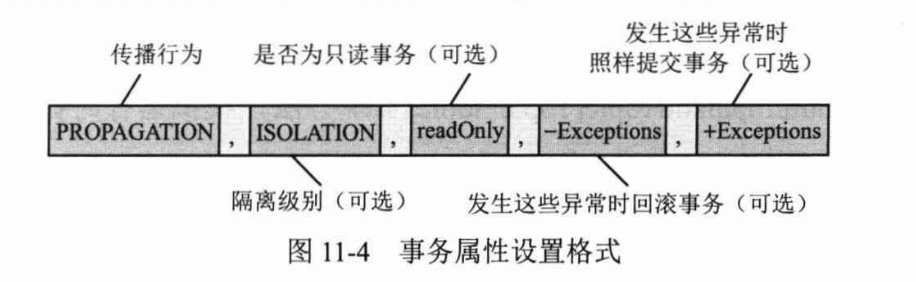 发生这些异常时
传播行为 是否为只读事务（可选） 照样提交事务（可选）
PROPAGATION , ISOLATION , readOnly , −Exceptions , +Exceptions
隔离级别（可选） 发生这些异常时回滚事务（可选）
图 11-4 事务属性设置格式